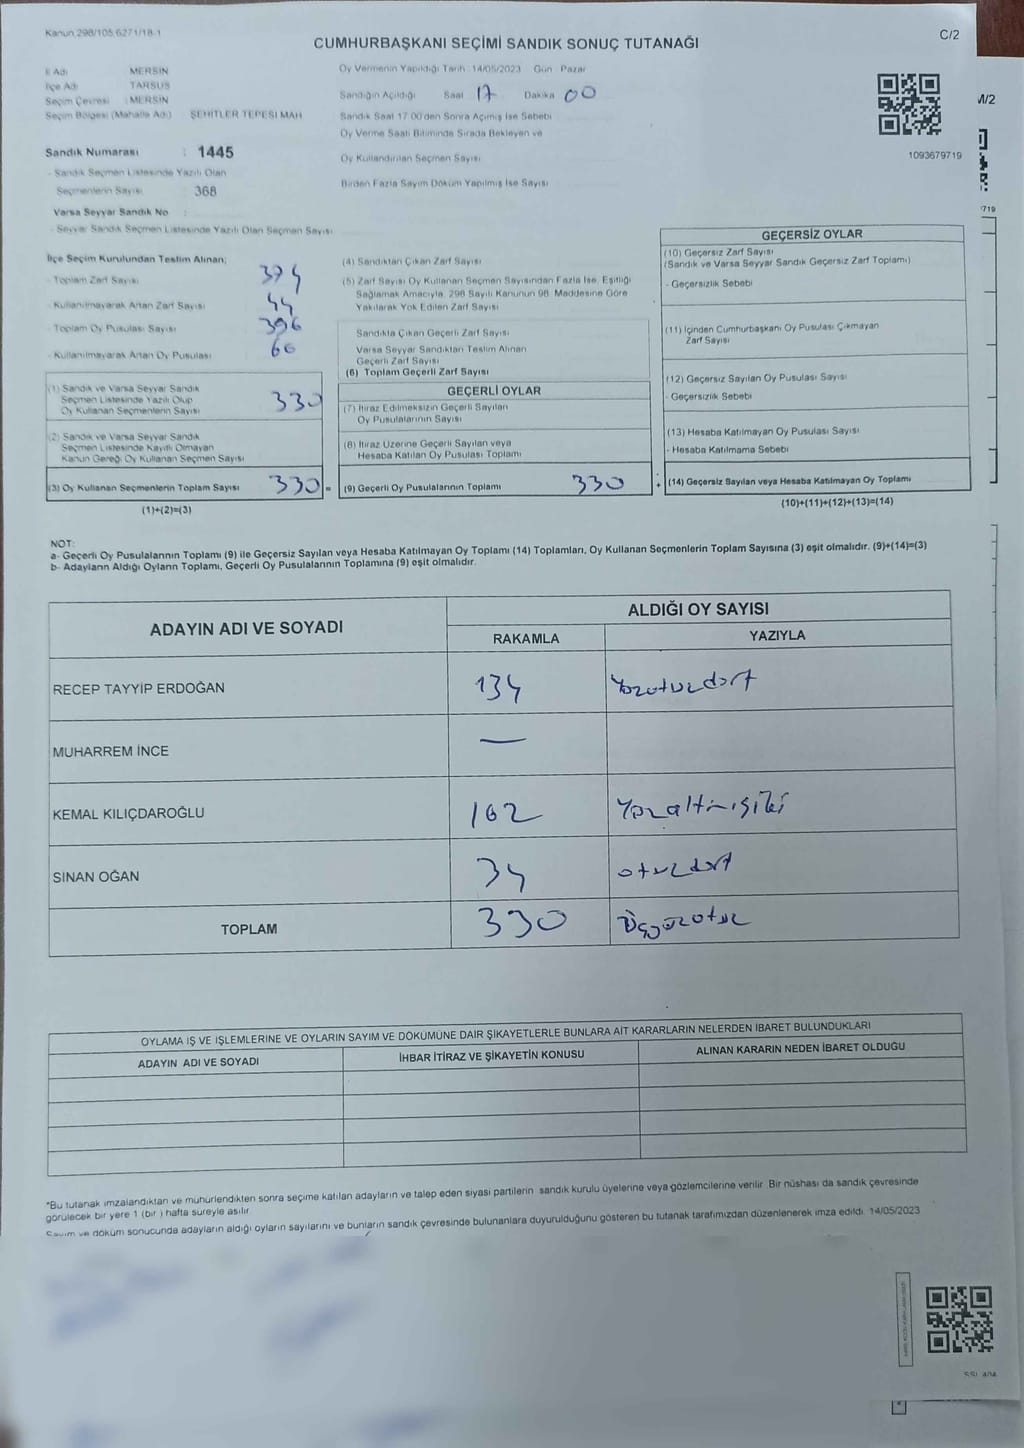 Kanun 298/105,6271/18-1
C/2
CUMHURBAŞKANI SEÇİMİ SANDIK SONUÇ TUTANAĞI
İl Adı : MERSİN
İlçe Adı : TARSUS
Seçim Çevresi : MERSİN
Seçim Bölgesi (Mahalle Adı) : ŞEHİTLER TEPESİ MAH
Sandık Numarası : 1445
- Sandık Seçmen Listesinde Yazılı Olan
Seçmenlerin Sayısı : 368
Varsa Seyyar Sandık No :
- Seyyar Sandık Seçmen Listesinde Yazılı Olan Seçmen Sayısı
Oy Vermenin Yapıldığı Tarih 14/05/2023 Gün Pazar
Sandığın Açıldığı Saat 17 Dakika 00
Sandık Saat 17 00'den Sonra Açımış İse Sebebi
Oy Verme Saati Bitiminde Sırada Bekleyen ve
Oy Kullandırılan Seçmen Sayısı
Birden Fazla Sayım Döküm Yapılmış İse Sayısı
1093679719
M/2
719
İlçe Seçim Kurulundan Teslim Alınan;
- Toplam Zarf Sayısı 374
- Kullanılmayarak Artan Zarf Sayısı 44
- Toplam Oy Pusulası Sayısı 396
- Kullanılmayarak Artan Oy Pusulası 66
(1) Sandık ve Varsa Seyyar Sandık
Seçmen Listesinde Yazılı Olup
Oy Kullanan Seçmenlerin Sayısı 330
(2) Sandık ve Varsa Seyyar Sandık
Seçmen Listesinde Kayıtlı Olmayan
Kanun Gereği Oy Kullanan Seçmen Sayısı
(3) Oy Kullanan Seçmenlerin Toplam Sayısı 330 =
(1)+(2)=(3)
(4) Sandıktan Çıkan Zarf Sayısı
(5) Zarf Sayısı Oy Kullanan Seçmen Sayısından Fazla İse, Eşitliği
Sağlamak Amacıyla, 298 Sayılı Kanunun 98. Maddesine Göre
Yakılarak Yok Edilen Zarf Sayısı
Sandıkta Çıkan Geçerli Zarf Sayısı
Varsa Seyyar Sandıktan Teslim Alınan
Geçerli Zarf Sayısı
(6) Toplam Geçerli Zarf Sayısı
GEÇERLİ OYLAR
(7) İtiraz Edilmeksizin Geçerli Sayılan
Oy Pusulalarının Sayısı
(8) İtiraz Üzerine Geçerli Sayılan veya
Hesaba Katılan Oy Pusulası Toplamı
(9) Geçerli Oy Pusulalarının Toplamı 330 +
GEÇERSİZ OYLAR
(10) Geçersiz Zarf Sayısı
(Sandık ve Varsa Seyyar Sandık Geçersiz Zarf Toplamı)
- Geçersizlik Sebebi
(11) İçinden Cumhurbaşkanı Oy Pusulası Çıkmayan
Zarf Sayısı
(12) Geçersiz Sayılan Oy Pusulası Sayısı
- Geçersizlik Sebebi
(13) Hesaba Katılmayan Oy Pusulası Sayısı
- Hesaba Katılmama Sebebi
(14) Geçersiz Sayılan veya Hesaba Katılmayan Oy Toplamı
(10)+(11)+(12)+(13)=(14)
NOT:
a- Geçerli Oy Pusulalarının Toplamı (9) ile Geçersiz Sayılan veya Hesaba Katılmayan Oy Toplamı (14) Toplamları, Oy Kullanan Seçmenlerin Toplam Sayısına (3) eşit olmalıdır. (9)+(14)=(3)
b- Adayların Aldığı Oyların Toplamı, Geçerli Oy Pusulalarının Toplamına (9) eşit olmalıdır.
ADAYIN ADI VE SOYADI
ALDIĞI OY SAYISI
RAKAMLA YAZIYLA
RECEP TAYYİP ERDOĞAN 134 Yüzotuzdört
MUHARREM İNCE —
KEMAL KILIÇDAROĞLU 162 Yüzaltmışiki
SİNAN OĞAN 34 otuzdört
TOPLAM 330 Üçyüzotuz
OYLAMA İŞ VE İŞLEMLERİNE VE OYLARIN SAYIM VE DÖKÜMÜNE DAİR ŞİKAYETLERLE BUNLARA AİT KARARLARIN NELERDEN İBARET BULUNDUKLARI
ADAYIN ADI VE SOYADI İHBAR İTİRAZ VE ŞİKAYETİN KONUSU ALINAN KARARIN NEDEN İBARET OLDUĞU
*Bu tutanak imzalandıktan ve mühürlendikten sonra seçime katılan adayların ve talep eden siyasi partilerin sandık kurulu üyelerine veya gözlemcilerine verilir. Bir nüshası da sandık çevresinde
görülecek bir yere 1 (bir ) hafta süreyle asılır.
Sayım ve döküm sonucunda adayların aldığı oyların sayılarını ve bunların sandık çevresinde bulunanlara duyurulduğunu gösteren bu tutanak tarafımızdan düzenlenerek imza edildi. 14/05/2023